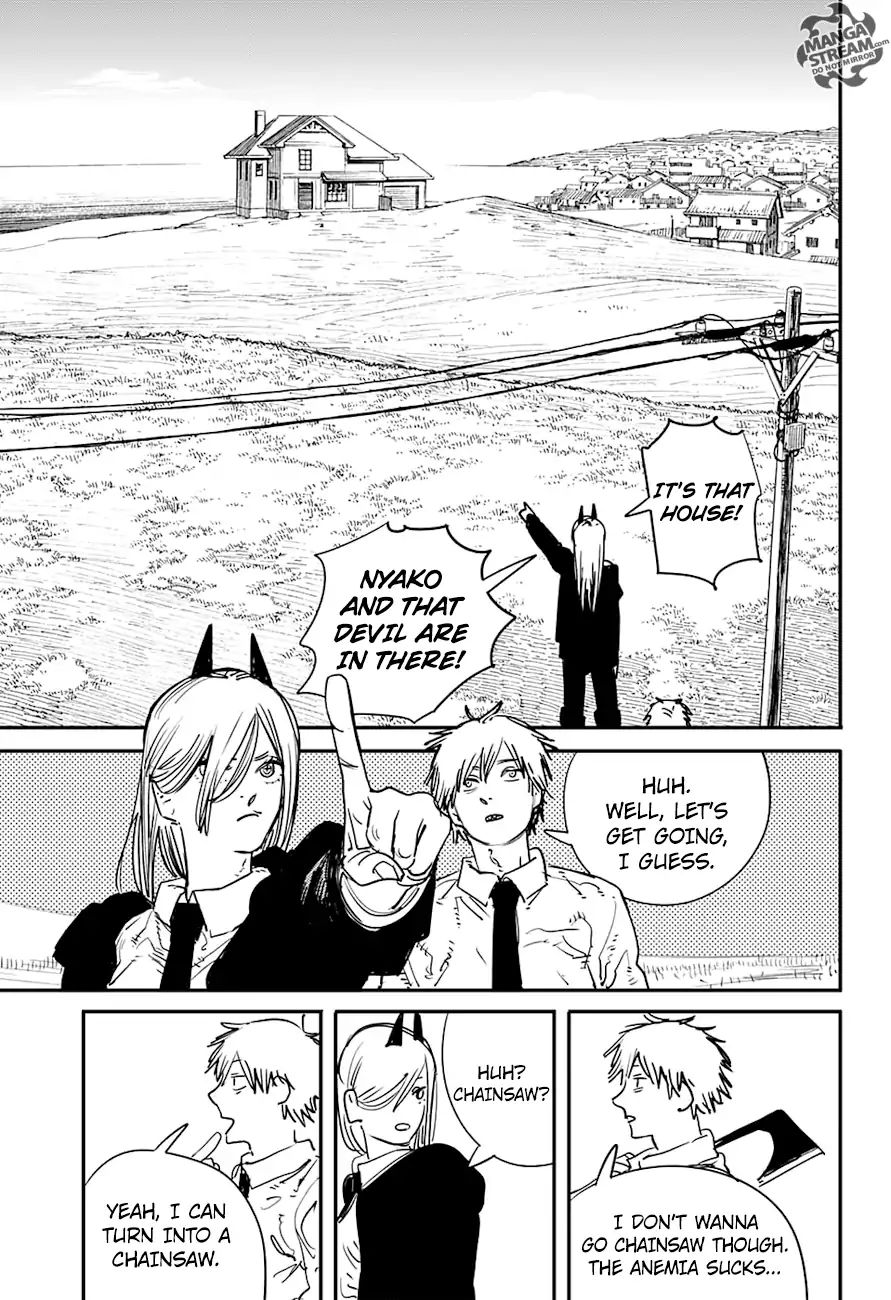 MANGA
STREAM.com
DO NOT MIRROR
IT'S THAT
HOUSE!
NYAKO
AND THAT
DEVIL ARE
IN THERE!
HUH.
WELL, LET'S
GET GOING,
I GUESS.
I DON'T WANNA
GO CHAINSAW THOUGH.
THE ANEMIA SUCKS...
HUH?
CHAINSAW?
YEAH, I CAN
TURN INTO A
CHAINSAW.